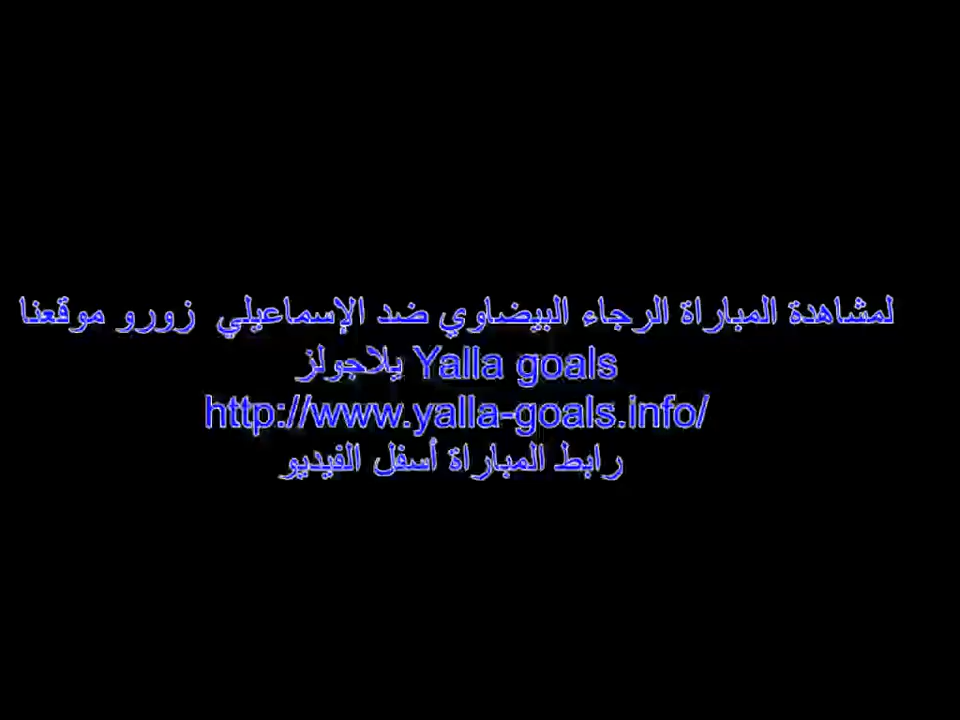 لمشاهدة المباراة الرجاء البيضاوي ضد الإسماعيلي زورو موقعنا
يلاجولز Yalla goals
http://www.yalla-goals.info/
رابط المباراة أسفل الفيديو